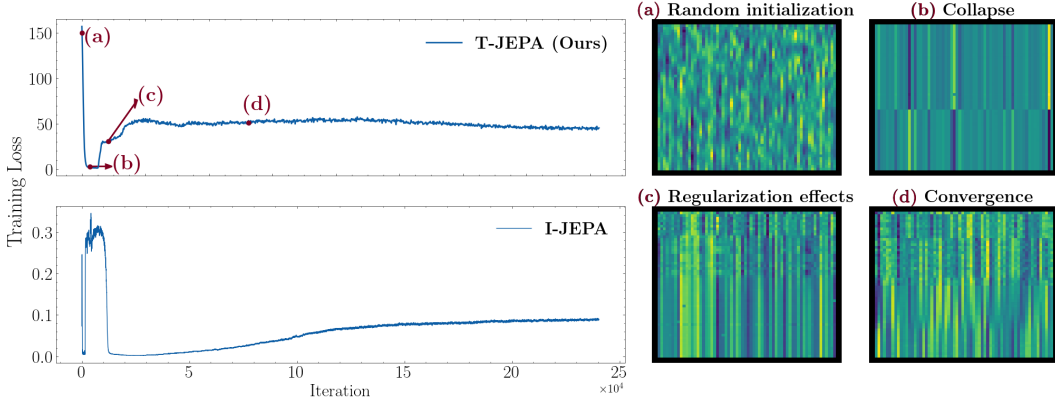 Training Loss
150
100
50
0
(a)
(b)
(c)
(d)
T-JEPA (Ours)
0.3
0.2
0.1
0.0
I-JEPA
0
5
10
15
20
25
Iteration
×10⁴
(a) Random initialization
(b) Collapse
(c) Regularization effects
(d) Convergence